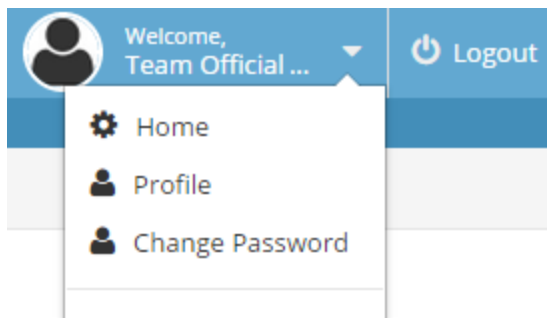 Welcome,
Team Official ...
Logout
Home
Profile
Change Password